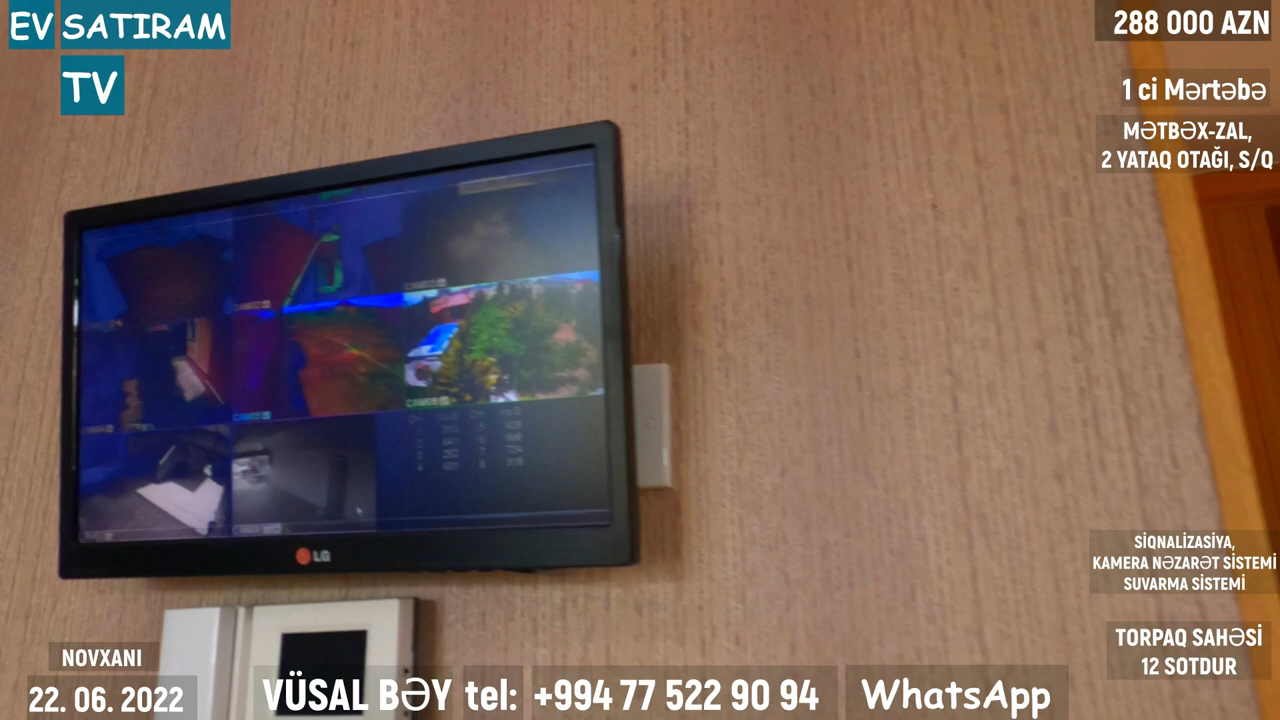 EV SATIRAM
TV
288 000 AZN
1 ci Mərtəbə
MƏTBƏX-ZAL,
2 YATAQ OTAĞI, S/Q
LG
SİQNALİZASİYA,
KAMERA NƏZARƏT SİSTEMİ
SUVARMA SİSTEMİ
TORPAQ SAHƏSİ
12 SOTDUR
NOVXANI
22. 06. 2022
VÜSAL BƏY tel: +994 77 522 90 94 WhatsApp